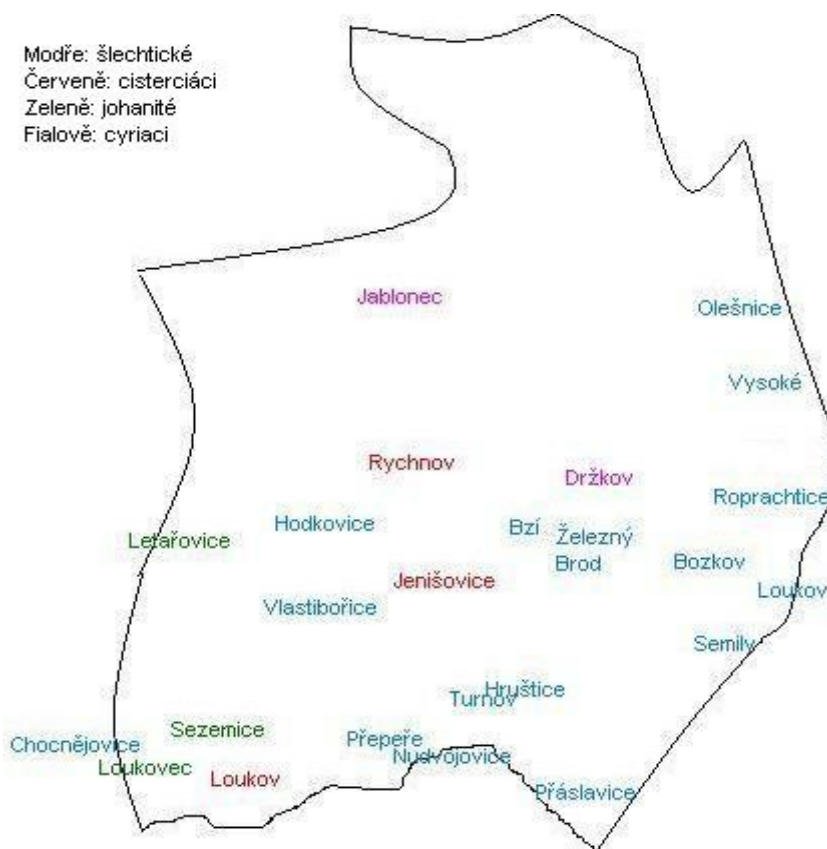 Modře: šlechtické
Červeně: cisterciáci
Zeleně: johanité
Fialově: cyriaci
Jablonec
Olešnice
Vysoké
Rychnov
Držkov
Roprachtice
Hodkovice
Bzí
Železný
Brod
Letařovice
Bozkov
Jenišovice
Loukov
Vlastibořice
Semily
Hruštice
Turnov
Sezemice
Přepeře
Chocnějovice
Nudvojovice
Loukovec
Loukov
Přáslavice